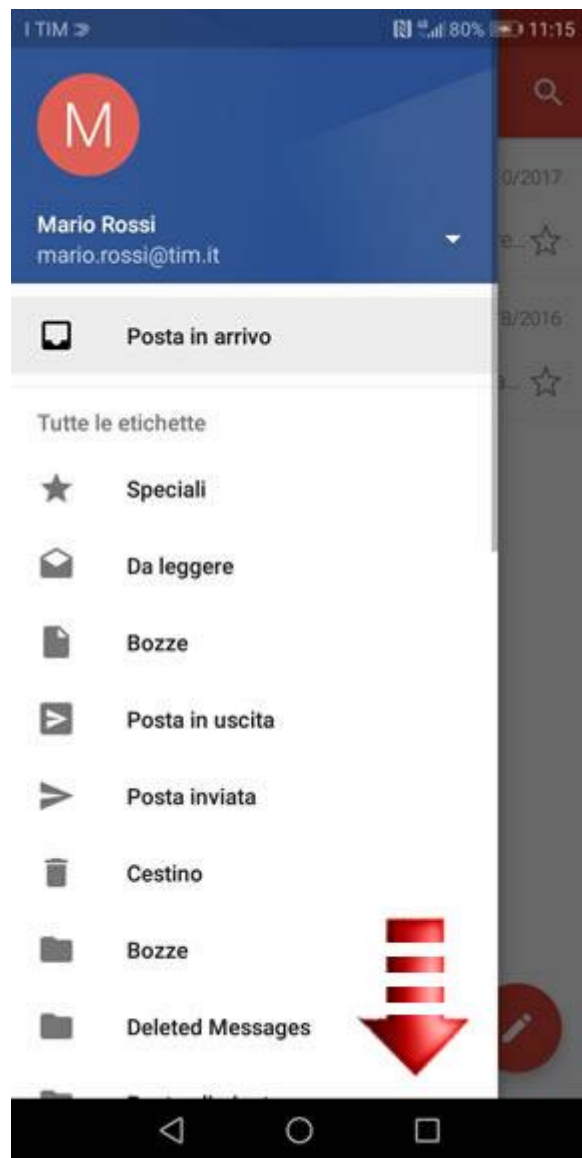 I TIM
80% 11:15
M
Mario Rossi
mario.rossi@tim.it
0/2017
e...
8/2016
Posta in arrivo
Tutte le etichette
Speciali
Da leggere
Bozze
Posta in uscita
Posta inviata
Cestino
Bozze
Deleted Messages